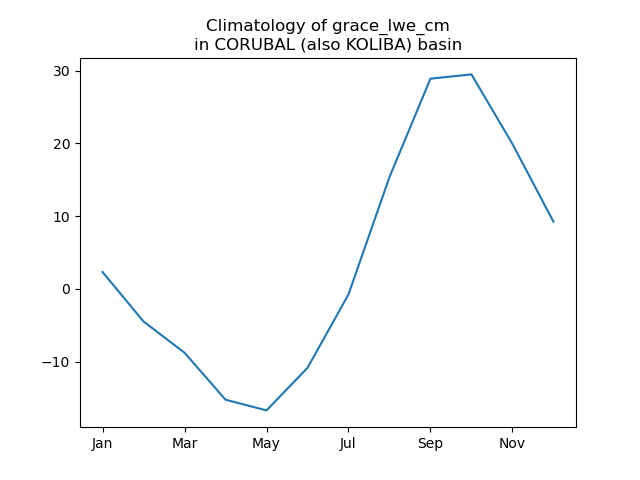 Climatology of grace_lwe_cm
in CORUBAL (also KOLIBA) basin
30
20
10
0
−10
Jan Mar May Jul Sep Nov